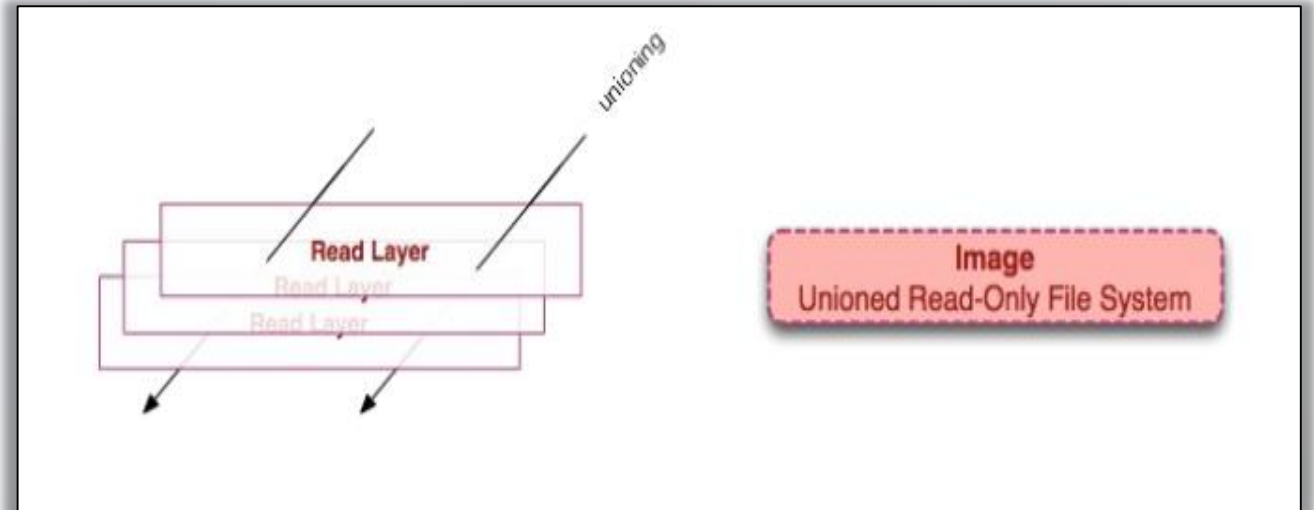 unioning
Read Layer
Read Layer
Read Layer
Image
Unioned Read-Only File System